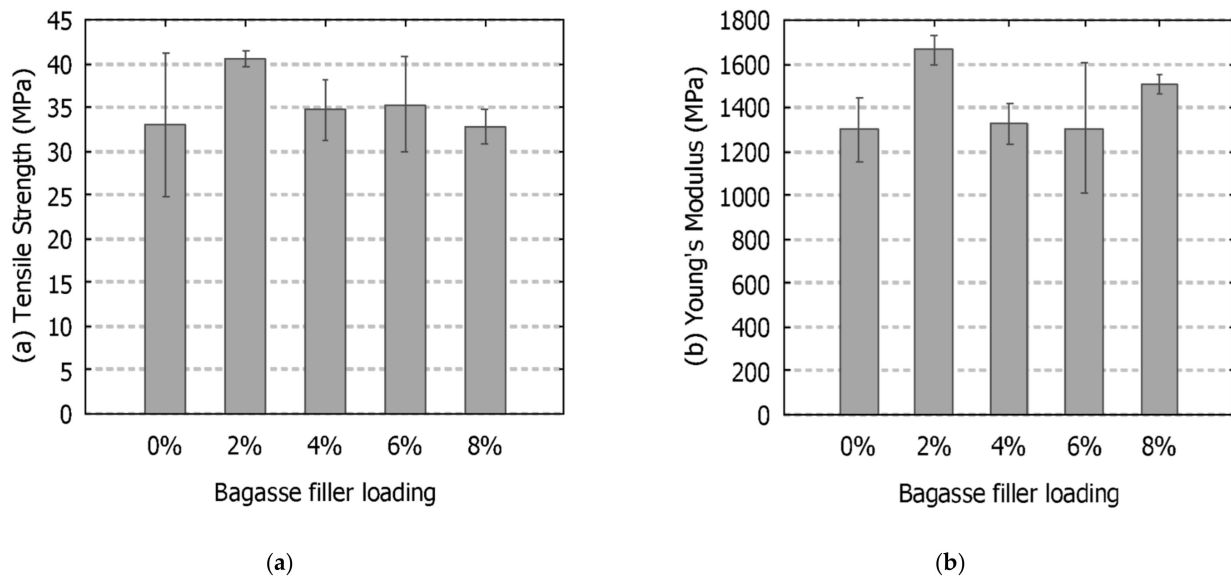 (a) Tensile Strength (MPa)
45
40
35
30
25
20
15
10
5
0
0% 2% 4% 6% 8%
Bagasse filler loading
(a)
(b) Young's Modulus (MPa)
1800
1600
1400
1200
1000
800
600
400
200
0
0% 2% 4% 6% 8%
Bagasse filler loading
(b)